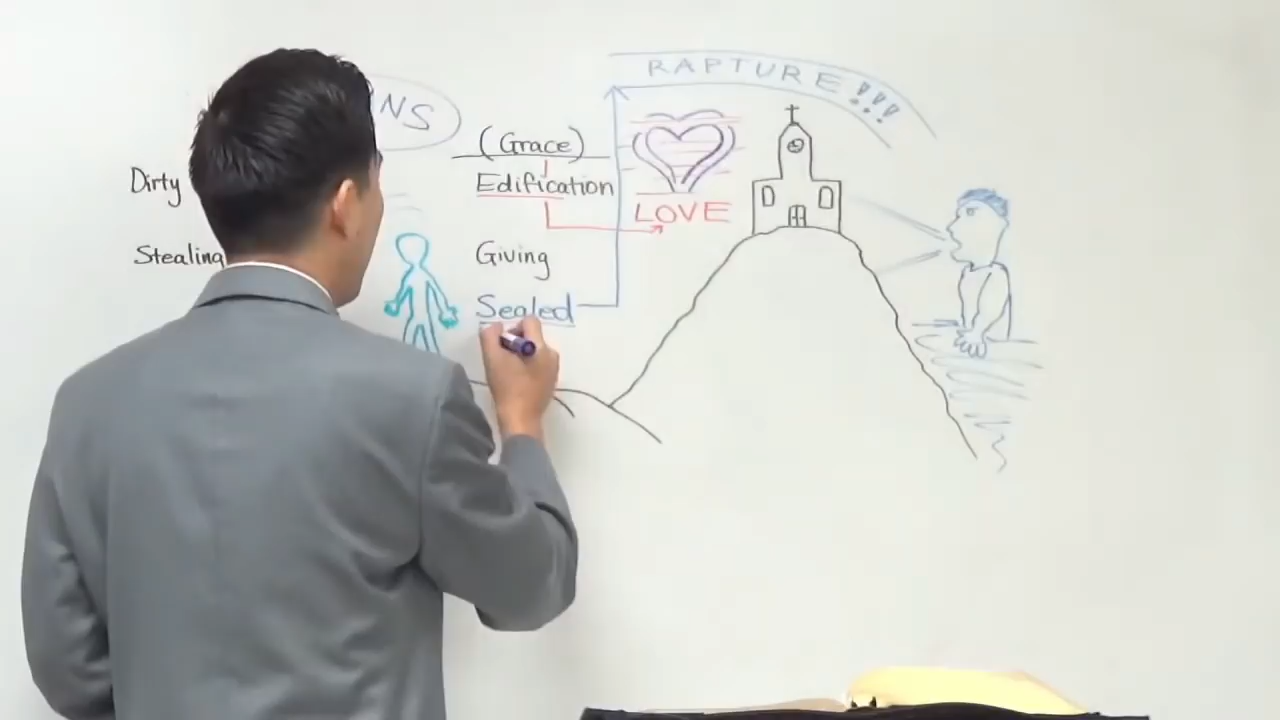 RAPTURE!!!
NS
(Grace)
Dirty
Edification
LOVE
Stealing
Giving
Sealed